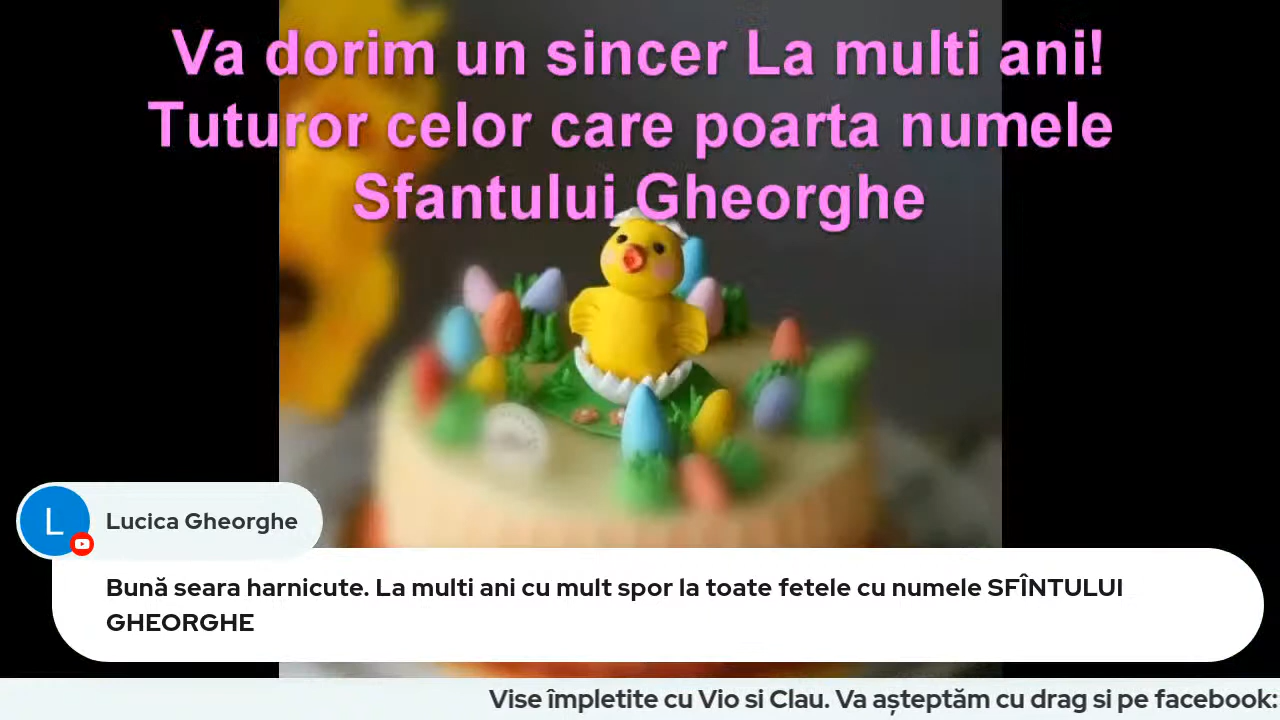 Va dorim un sincer La multi ani!
Tuturor celor care poarta numele
Sfantului Gheorghe
L
Lucica Gheorghe
Bună seara harnicute. La multi ani cu mult spor la toate fetele cu numele SFÎNTULUI
GHEORGHE
Vise împletite cu Vio si Clau. Va așteptăm cu drag si pe facebook: